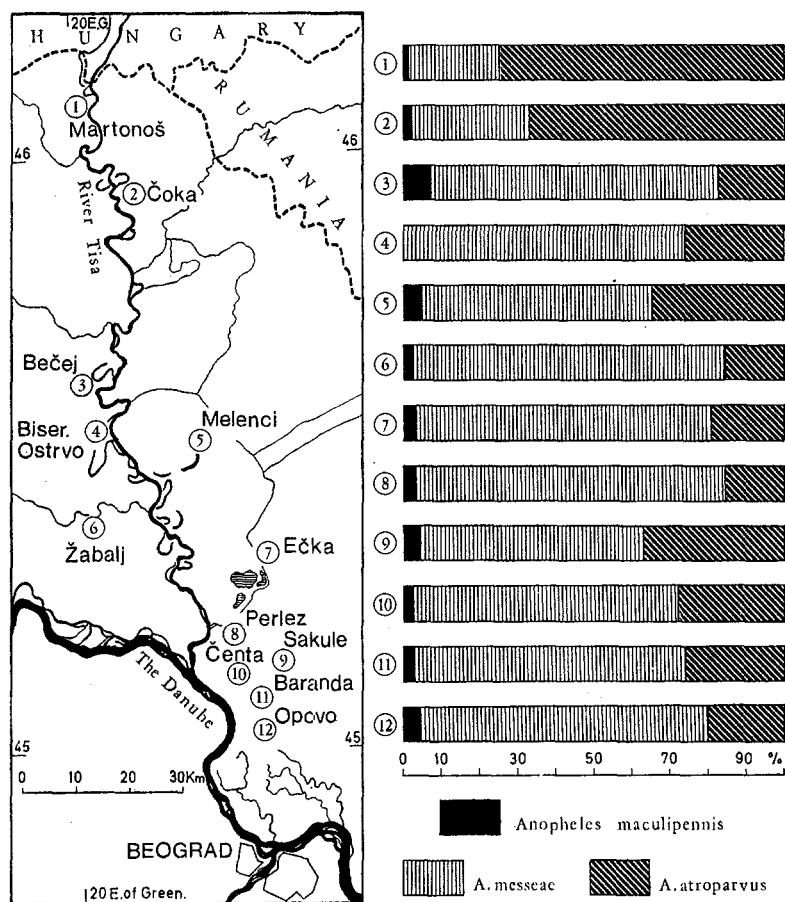 20E.G.
HUNGARY
RUMANIA
46
46
① Martonoš
② Čoka
River Tisa
Bečej ③
Biser. Ostrvo ④
Melenci ⑤
⑥ Žabalj
Ečka ⑦
Perlez ⑧
Sakule ⑨
Čenta ⑩
Baranda ⑪
Opovo ⑫
The Danube
45
45
0 10 20 30Km
BEOGRAD
20 E. of Green.
①
②
③
④
⑤
⑥
⑦
⑧
⑨
⑩
⑪
⑫
0 10 30 50 70 90 %
Anopheles maculipennis
A. messeae
A. atroparvus